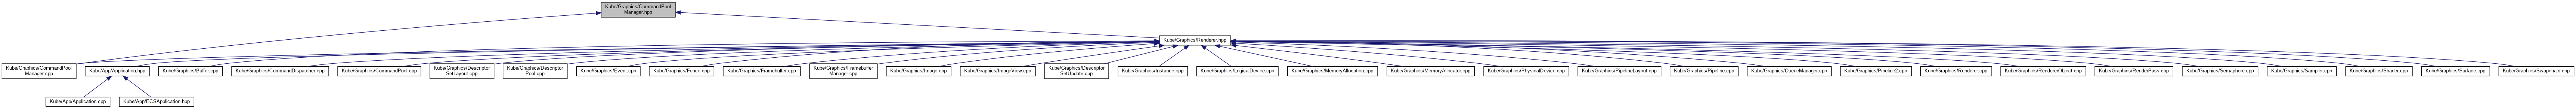 Kube/Graphics/CommandPool
Manager.hpp
Kube/Graphics/Renderer.hpp
Kube/Graphics/CommandPool
Manager.cpp
Kube/App/Application.hpp
Kube/Graphics/Buffer.cpp
Kube/Graphics/CommandDispatcher.cpp
Kube/Graphics/CommandPool.cpp
Kube/Graphics/Descriptor
SetLayout.cpp
Kube/Graphics/Descriptor
Pool.cpp
Kube/Graphics/Event.cpp
Kube/Graphics/Fence.cpp
Kube/Graphics/Framebuffer.cpp
Kube/Graphics/Framebuffer
Manager.cpp
Kube/Graphics/Image.cpp
Kube/Graphics/ImageView.cpp
Kube/Graphics/Descriptor
SetUpdate.cpp
Kube/Graphics/Instance.cpp
Kube/Graphics/LogicalDevice.cpp
Kube/Graphics/MemoryAllocation.cpp
Kube/Graphics/MemoryAllocator.cpp
Kube/Graphics/PhysicalDevice.cpp
Kube/Graphics/PipelineLayout.cpp
Kube/Graphics/Pipeline.cpp
Kube/Graphics/QueueManager.cpp
Kube/Graphics/Pipeline2.cpp
Kube/Graphics/Renderer.cpp
Kube/Graphics/RendererObject.cpp
Kube/Graphics/RenderPass.cpp
Kube/Graphics/Semaphore.cpp
Kube/Graphics/Sampler.cpp
Kube/Graphics/Shader.cpp
Kube/Graphics/Surface.cpp
Kube/Graphics/Swapchain.cpp
Kube/App/Application.cpp
Kube/App/ECSApplication.hpp